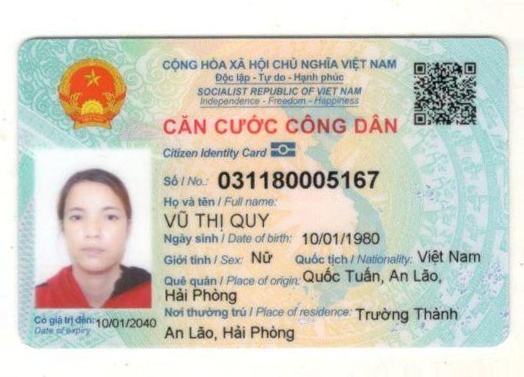 CỘNG HÒA XÃ HỘI CHỦ NGHĨA VIỆT NAM
Độc lập - Tự do - Hạnh phúc
SOCIALIST REPUBLIC OF VIET NAM
Independence - Freedom - Happiness
CĂN CƯỚC CÔNG DÂN
Citizen Identity Card
Số / No.: 031180005167
Họ và tên / Full name:
VŨ THỊ QUY
Ngày sinh / Date of birth: 10/01/1980
Giới tính / Sex: Nữ Quốc tịch / Nationality: Việt Nam
Quê quán / Place of origin: Quốc Tuấn, An Lão,
Hải Phòng
Nơi thường trú / Place of residence: Trường Thành
An Lão, Hải Phòng
Có giá trị đến: 10/01/2040
Date of expiry